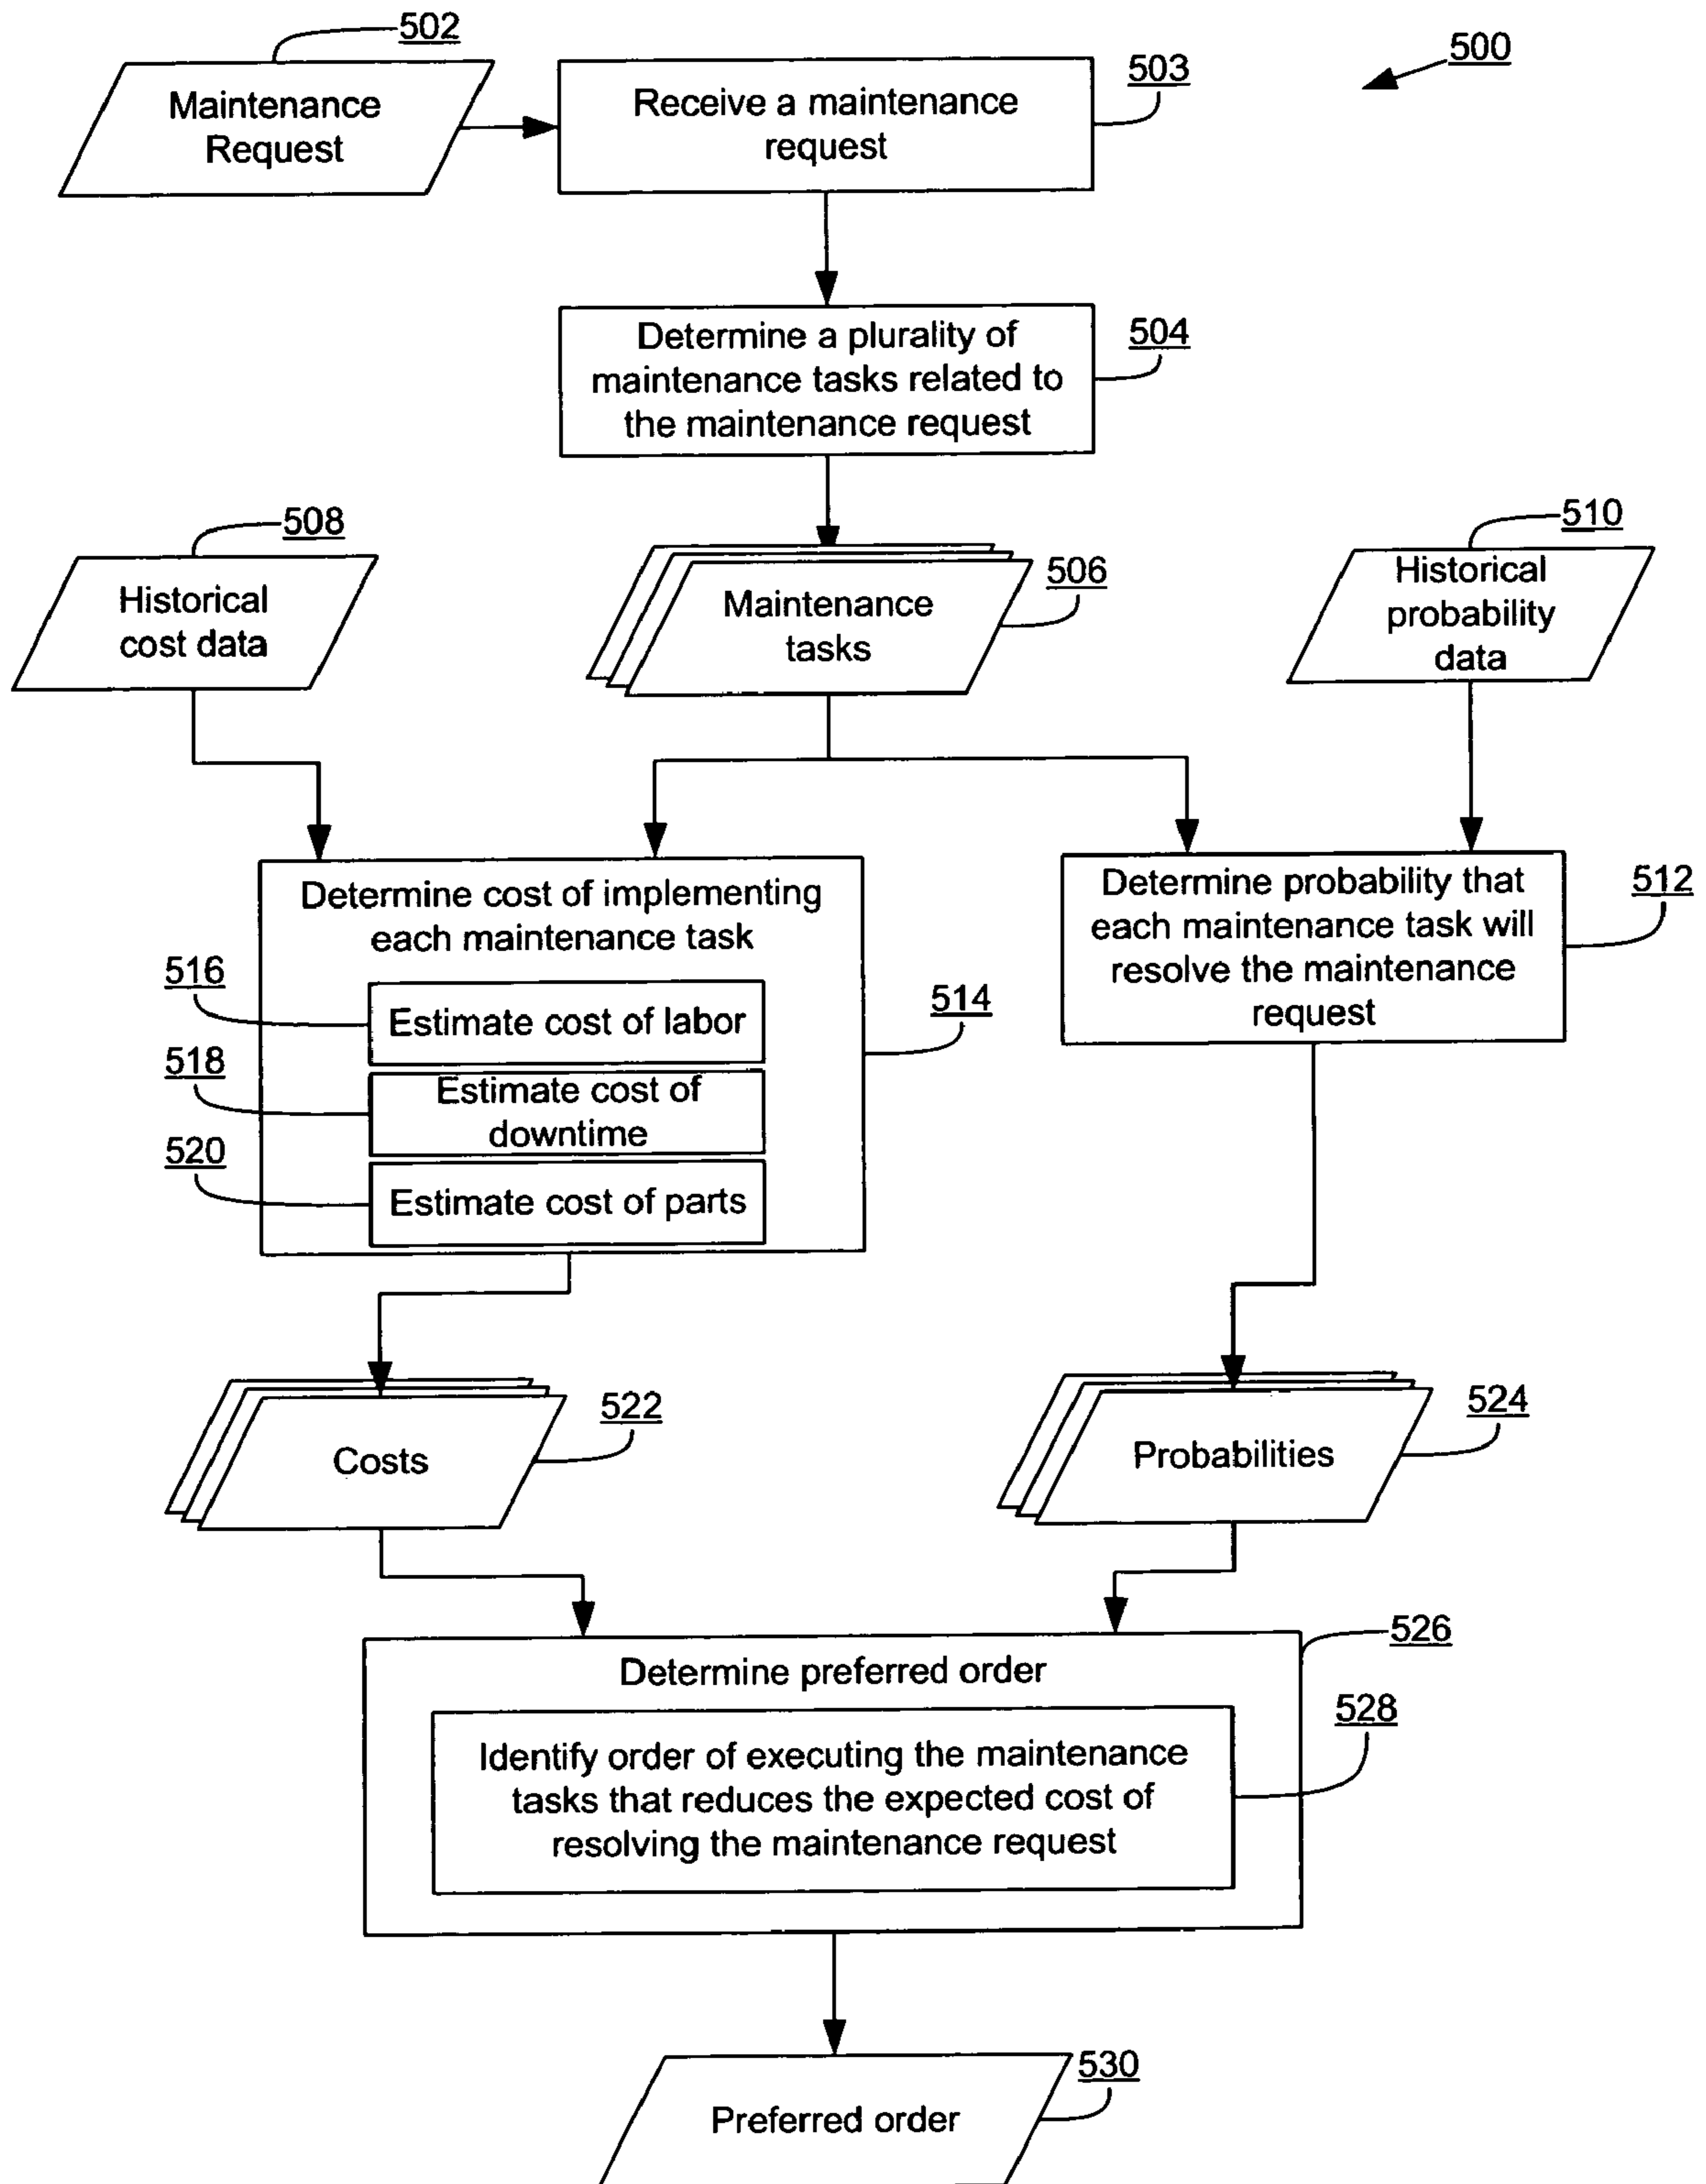 502
500
503
Maintenance
Request
Receive a maintenance
request
504
Determine a plurality of
maintenance tasks related to
the maintenance request
508
510
506
Historical
cost data
Maintenance
tasks
Historical
probability
data
512
Determine cost of implementing
each maintenance task
Determine probability that
each maintenance task will
resolve the maintenance
request
516
514
Estimate cost of labor
518
Estimate cost of
downtime
520
Estimate cost of parts
522
524
Costs
Probabilities
526
Determine preferred order
528
Identify order of executing the maintenance
tasks that reduces the expected cost of
resolving the maintenance request
530
Preferred order